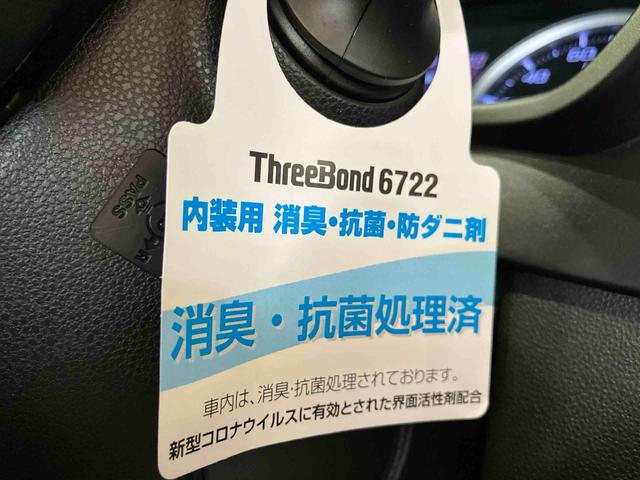 ThreeBond 6722
内装用 消臭・抗菌・防ダニ剤
消臭・抗菌処理済
車内は、消臭・抗菌処理されております。
新型コロナウイルスに有効とされた界面活性剤配合
PASS
40
60